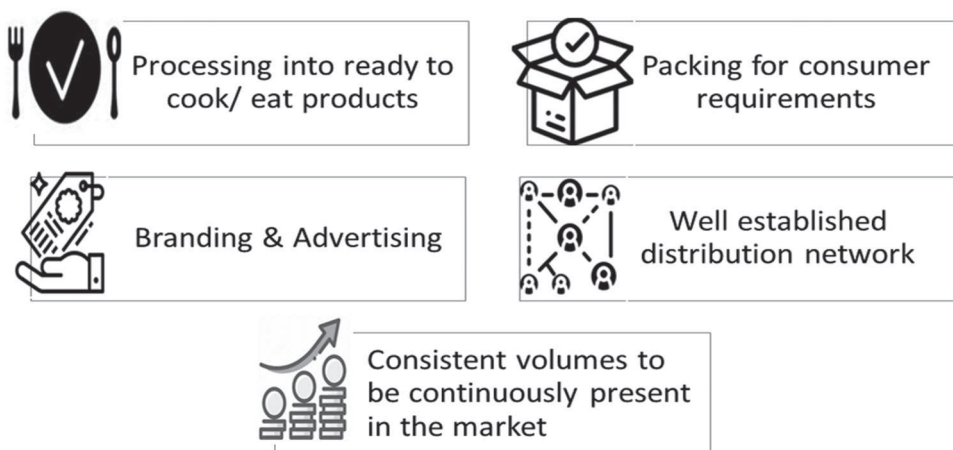 Processing into ready to
cook/ eat products
Packing for consumer
requirements
Branding & Advertising
Well established
distribution network
Consistent volumes to
be continuously present
in the market